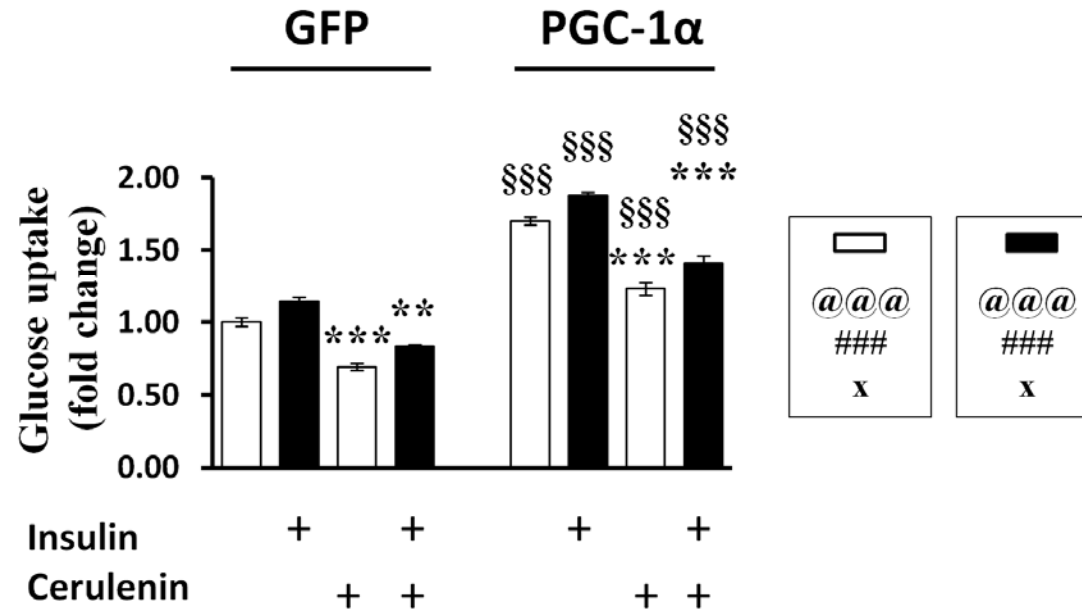 GFP PGC-1α
§§§
§§§
§§§ ***
§§§
*** ***
** 
@@@ @@@
### ###
x x
Glucose uptake
(fold change)
2.00
1.50
1.00
0.50
0.00
Insulin + + + +
Cerulenin + + + +